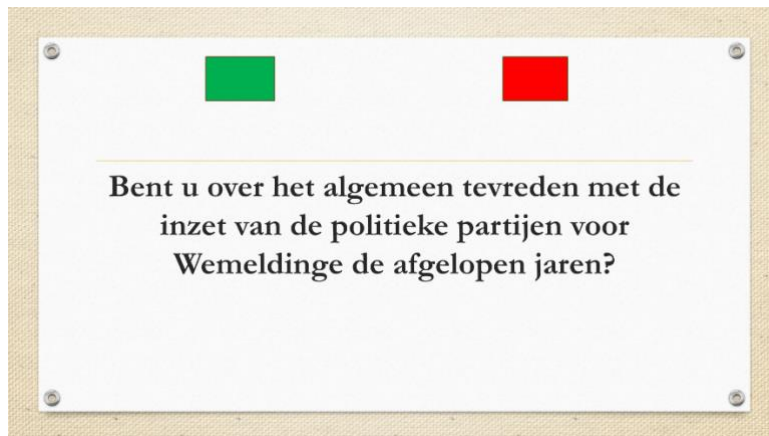 Bent u over het algemeen tevreden met de
inzet van de politieke partijen voor
Wemeldinge de afgelopen jaren?